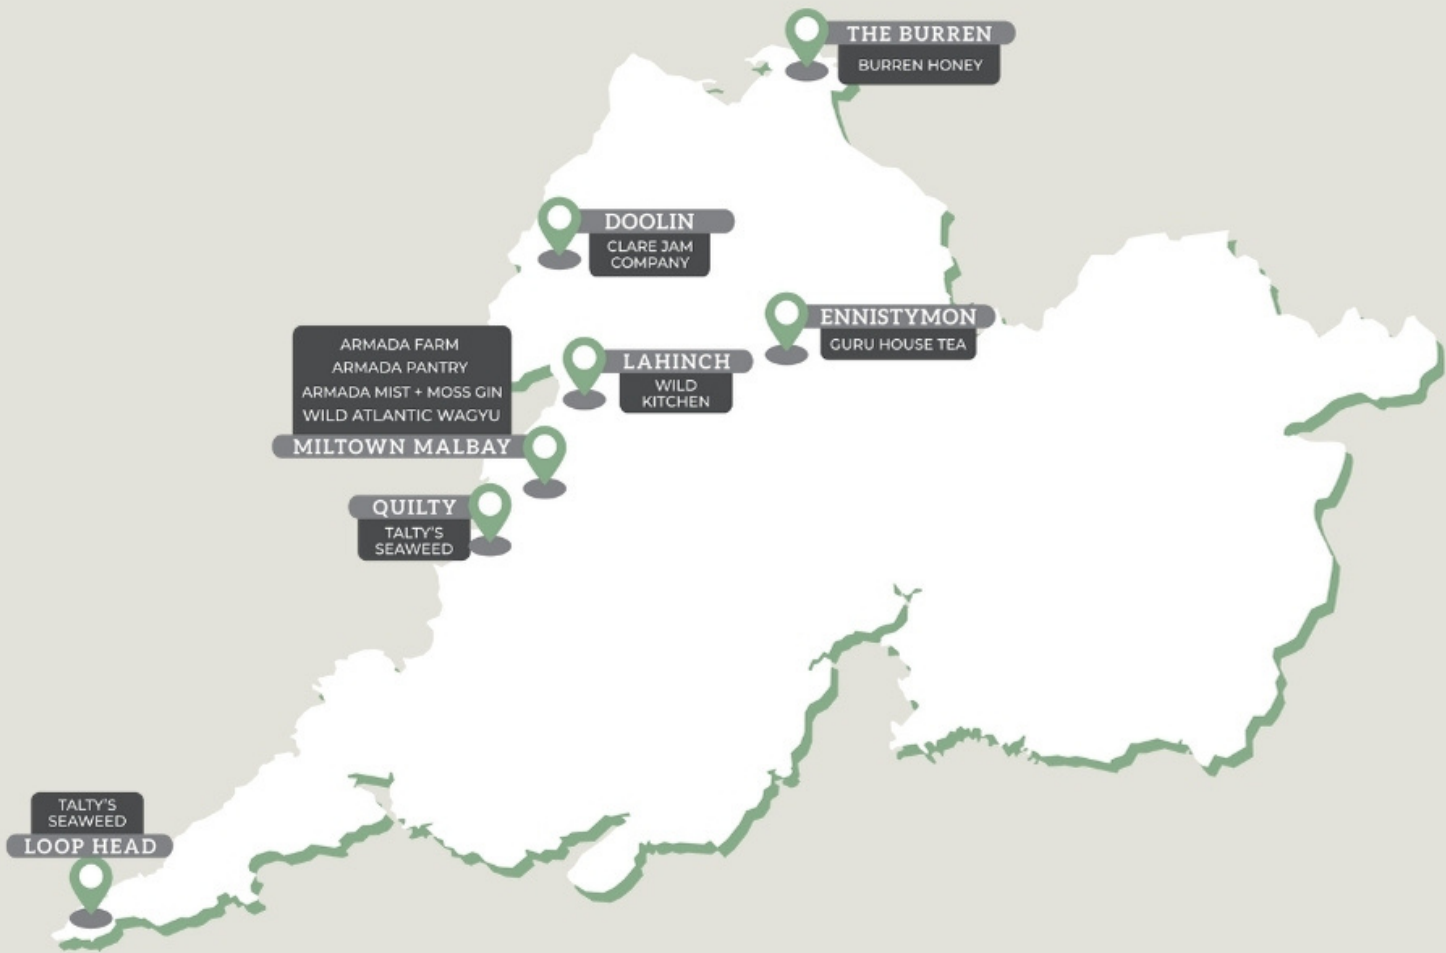 THE BURREN
BURREN HONEY
DOOLIN
CLARE JAM
COMPANY
ENNISTYMON
GURU HOUSE TEA
LAHINCH
WILD
KITCHEN
ARMADA FARM
ARMADA PANTRY
ARMADA MIST + MOSS GIN
WILD ATLANTIC WAGYU
MILTOWN MALBAY
QUILTY
TALTY'S
SEAWEED
TALTY'S
SEAWEED
LOOP HEAD